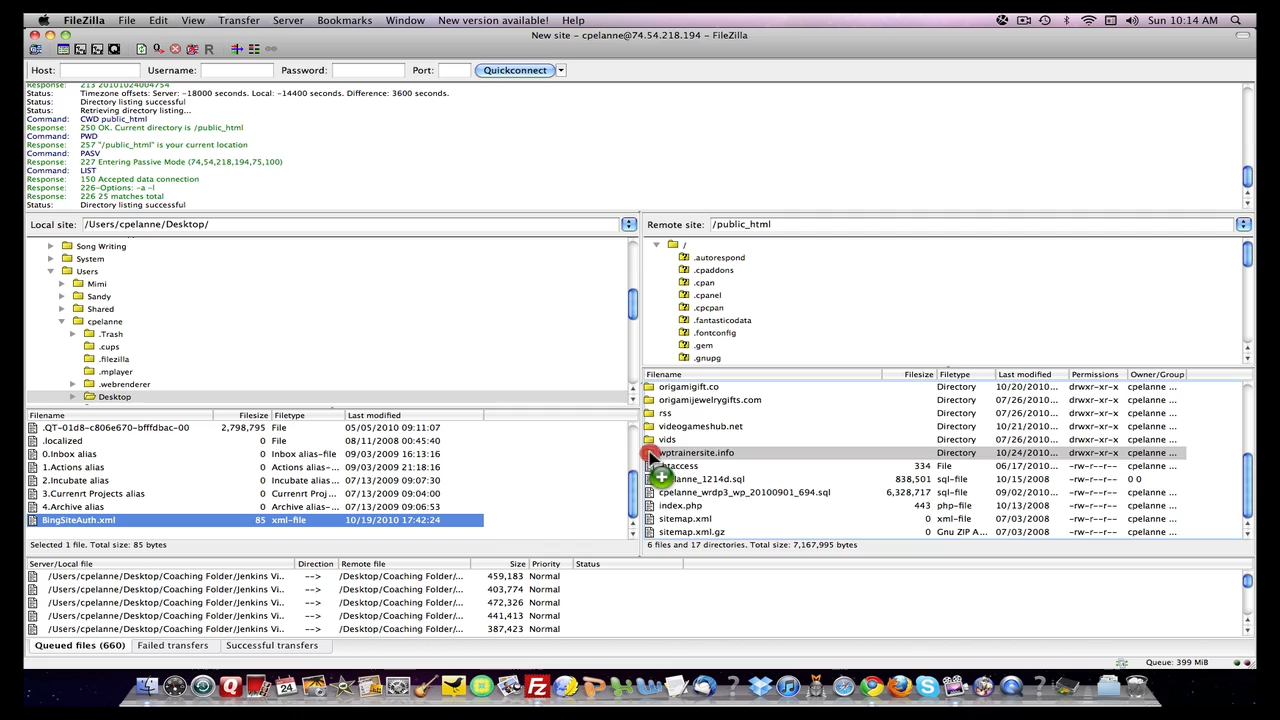 FileZilla File Edit View Transfer Server Bookmarks Window New version available! Help Sun 10:14 AM
New site - cpelanne@74.54.218.194 - FileZilla
Host: Username: Password: Port: Quickconnect
Response: 213 20101024004754
Status: Timezone offsets: Server: -18000 seconds. Local: -14400 seconds. Difference: 3600 seconds.
Status: Directory listing successful
Status: Retrieving directory listing...
Command: CWD public_html
Response: 250 OK. Current directory is /public_html
Command: PWD
Response: 257 "/public_html" is your current location
Command: PASV
Response: 227 Entering Passive Mode (74,54,218,194,75,100)
Command: LIST
Response: 150 Accepted data connection
Response: 226-Options: -a -l
Response: 226 25 matches total
Status: Directory listing successful
Local site: /Users/cpelanne/Desktop/
Song Writing
System
Users
Mimi
Sandy
Shared
cpelanne
.Trash
.cups
.filezilla
.mplayer
.webrenderer
Desktop
Remote site: /public_html
/
.autorespond
.cpaddons
.cpan
.cpanel
.cpcpan
.fantasticodata
.fontconfig
.gem
.gnupg
Filename Filesize Filetype Last modified
.QT-01d8-c806e670-bfffdbac-00 2,798,795 File 05/05/2010 09:11:07
.localized 0 File 08/11/2008 00:45:40
0.Inbox alias 0 Inbox alias-file 07/13/2009 16:13:16
1.Actions alias 0 Actions alias-... 07/13/2009 21:18:16
2.Incubate alias 0 Incubate alias-... 07/13/2009 09:07:30
3.Currenrt Projects alias 0 Currenrt Proj... 07/13/2009 09:04:00
4.Archive alias 0 Archive alias-... 07/13/2009 09:06:53
BingSiteAuth.xml 85 xml-file 10/19/2010 17:42:24
Selected 1 file. Total size: 85 bytes
Filename Filesize Filetype Last modified Permissions Owner/Group
origamigift.co Directory 10/20/2010... drwxr-xr-x cpelanne ...
origamijewelrygifts.com Directory 07/26/2010... drwxr-xr-x cpelanne ...
rss Directory 07/26/2010... drwxr-xr-x cpelanne ...
videogameshub.net Directory 07/26/2010... drwxr-xr-x cpelanne ...
vids Directory 07/26/2010... drwxr-xr-x cpelanne ...
wptrainersite.info Directory 10/24/2010... drwxr-xr-x cpelanne ...
334 File 06/17/2010... -rw-r--r-- cpelanne ...
838,501 sql-file 10/15/2008 -rw-r--r-- 0 0
cpelanne_wrdp3_wp_20100901_694.sql 6,328,717 sql-file 09/02/2010... -rw-r--r-- cpelanne ...
index.php 443 php-file 10/13/2008 -rw-r--r-- cpelanne ...
sitemap.xml 0 xml-file 07/03/2008 -rw-r--r-- cpelanne ...
sitemap.xml.gz 0 Gnu ZIP A... 07/03/2008 -rw-r--r-- cpelanne ...
6 files and 17 directories. Total size: 7,167,995 bytes
Server/Local file Direction Remote file Size Priority Status
/Users/cpelanne/Desktop/Coaching Folder/Jenkins Vi.. --> /Desktop/Coaching Folder/... 459,183 Normal
/Users/cpelanne/Desktop/Coaching Folder/Jenkins Vi.. --> /Desktop/Coaching Folder/... 403,774 Normal
/Users/cpelanne/Desktop/Coaching Folder/Jenkins Vi.. --> /Desktop/Coaching Folder/... 472,326 Normal
/Users/cpelanne/Desktop/Coaching Folder/Jenkins Vi.. --> /Desktop/Coaching Folder/... 441,413 Normal
/Users/cpelanne/Desktop/Coaching Folder/Jenkins Vi.. --> /Desktop/Coaching Folder/... 387,423 Normal
Queued files (660) Failed transfers Successful transfers
Queue: 399 MiB